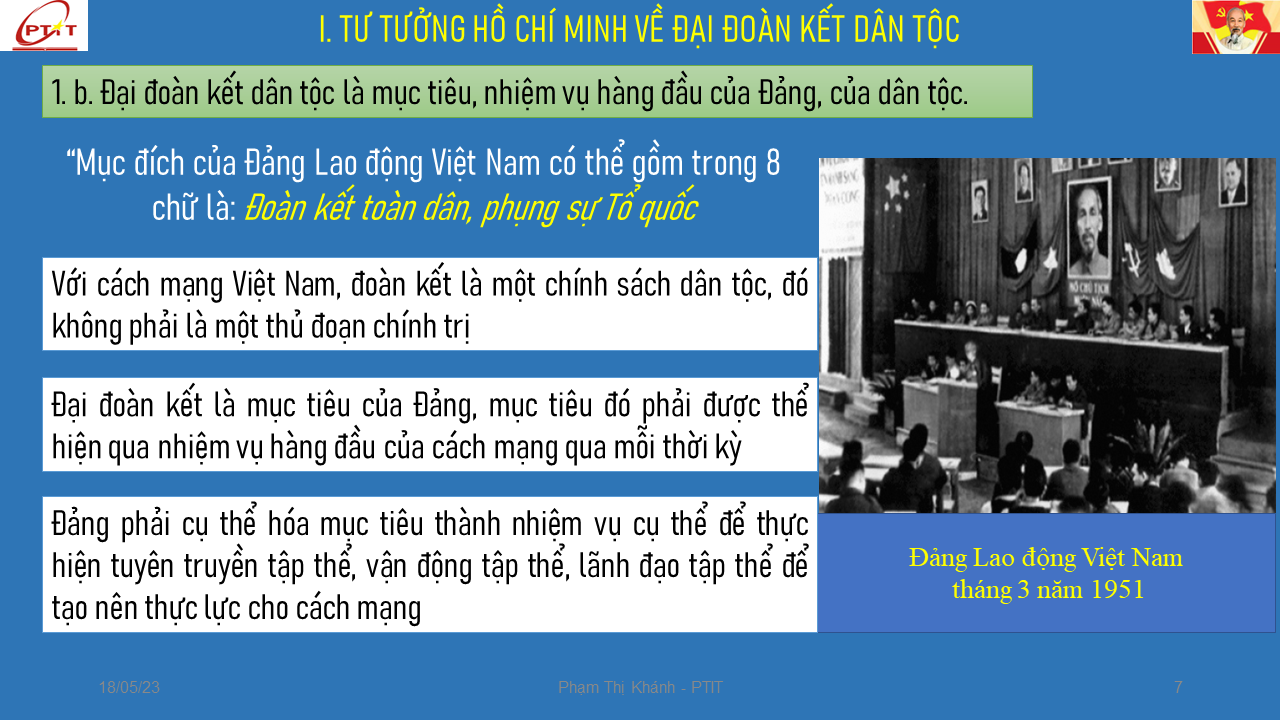 PTIT
I. TƯ TƯỞNG HỒ CHÍ MINH VỀ ĐẠI ĐOÀN KẾT DÂN TỘC
1. b. Đại đoàn kết dân tộc là mục tiêu, nhiệm vụ hàng đầu của Đảng, của dân tộc.
“Mục đích của Đảng Lao động Việt Nam có thể gồm trong 8
chữ là: Đoàn kết toàn dân, phụng sự Tổ quốc
Với cách mạng Việt Nam, đoàn kết là một chính sách dân tộc, đó
không phải là một thủ đoạn chính trị
Đại đoàn kết là mục tiêu của Đảng, mục tiêu đó phải được thể
hiện qua nhiệm vụ hàng đầu của cách mạng qua mỗi thời kỳ
Đảng phải cụ thể hóa mục tiêu thành nhiệm vụ cụ thể để thực
hiện tuyên truyền tập thể, vận động tập thể, lãnh đạo tập thể để
tạo nên thực lực cho cách mạng
HỒ CHỦ TỊCH
Đảng Lao động Việt Nam
tháng 3 năm 1951
18/05/23
Phạm Thị Khánh - PTIT
7